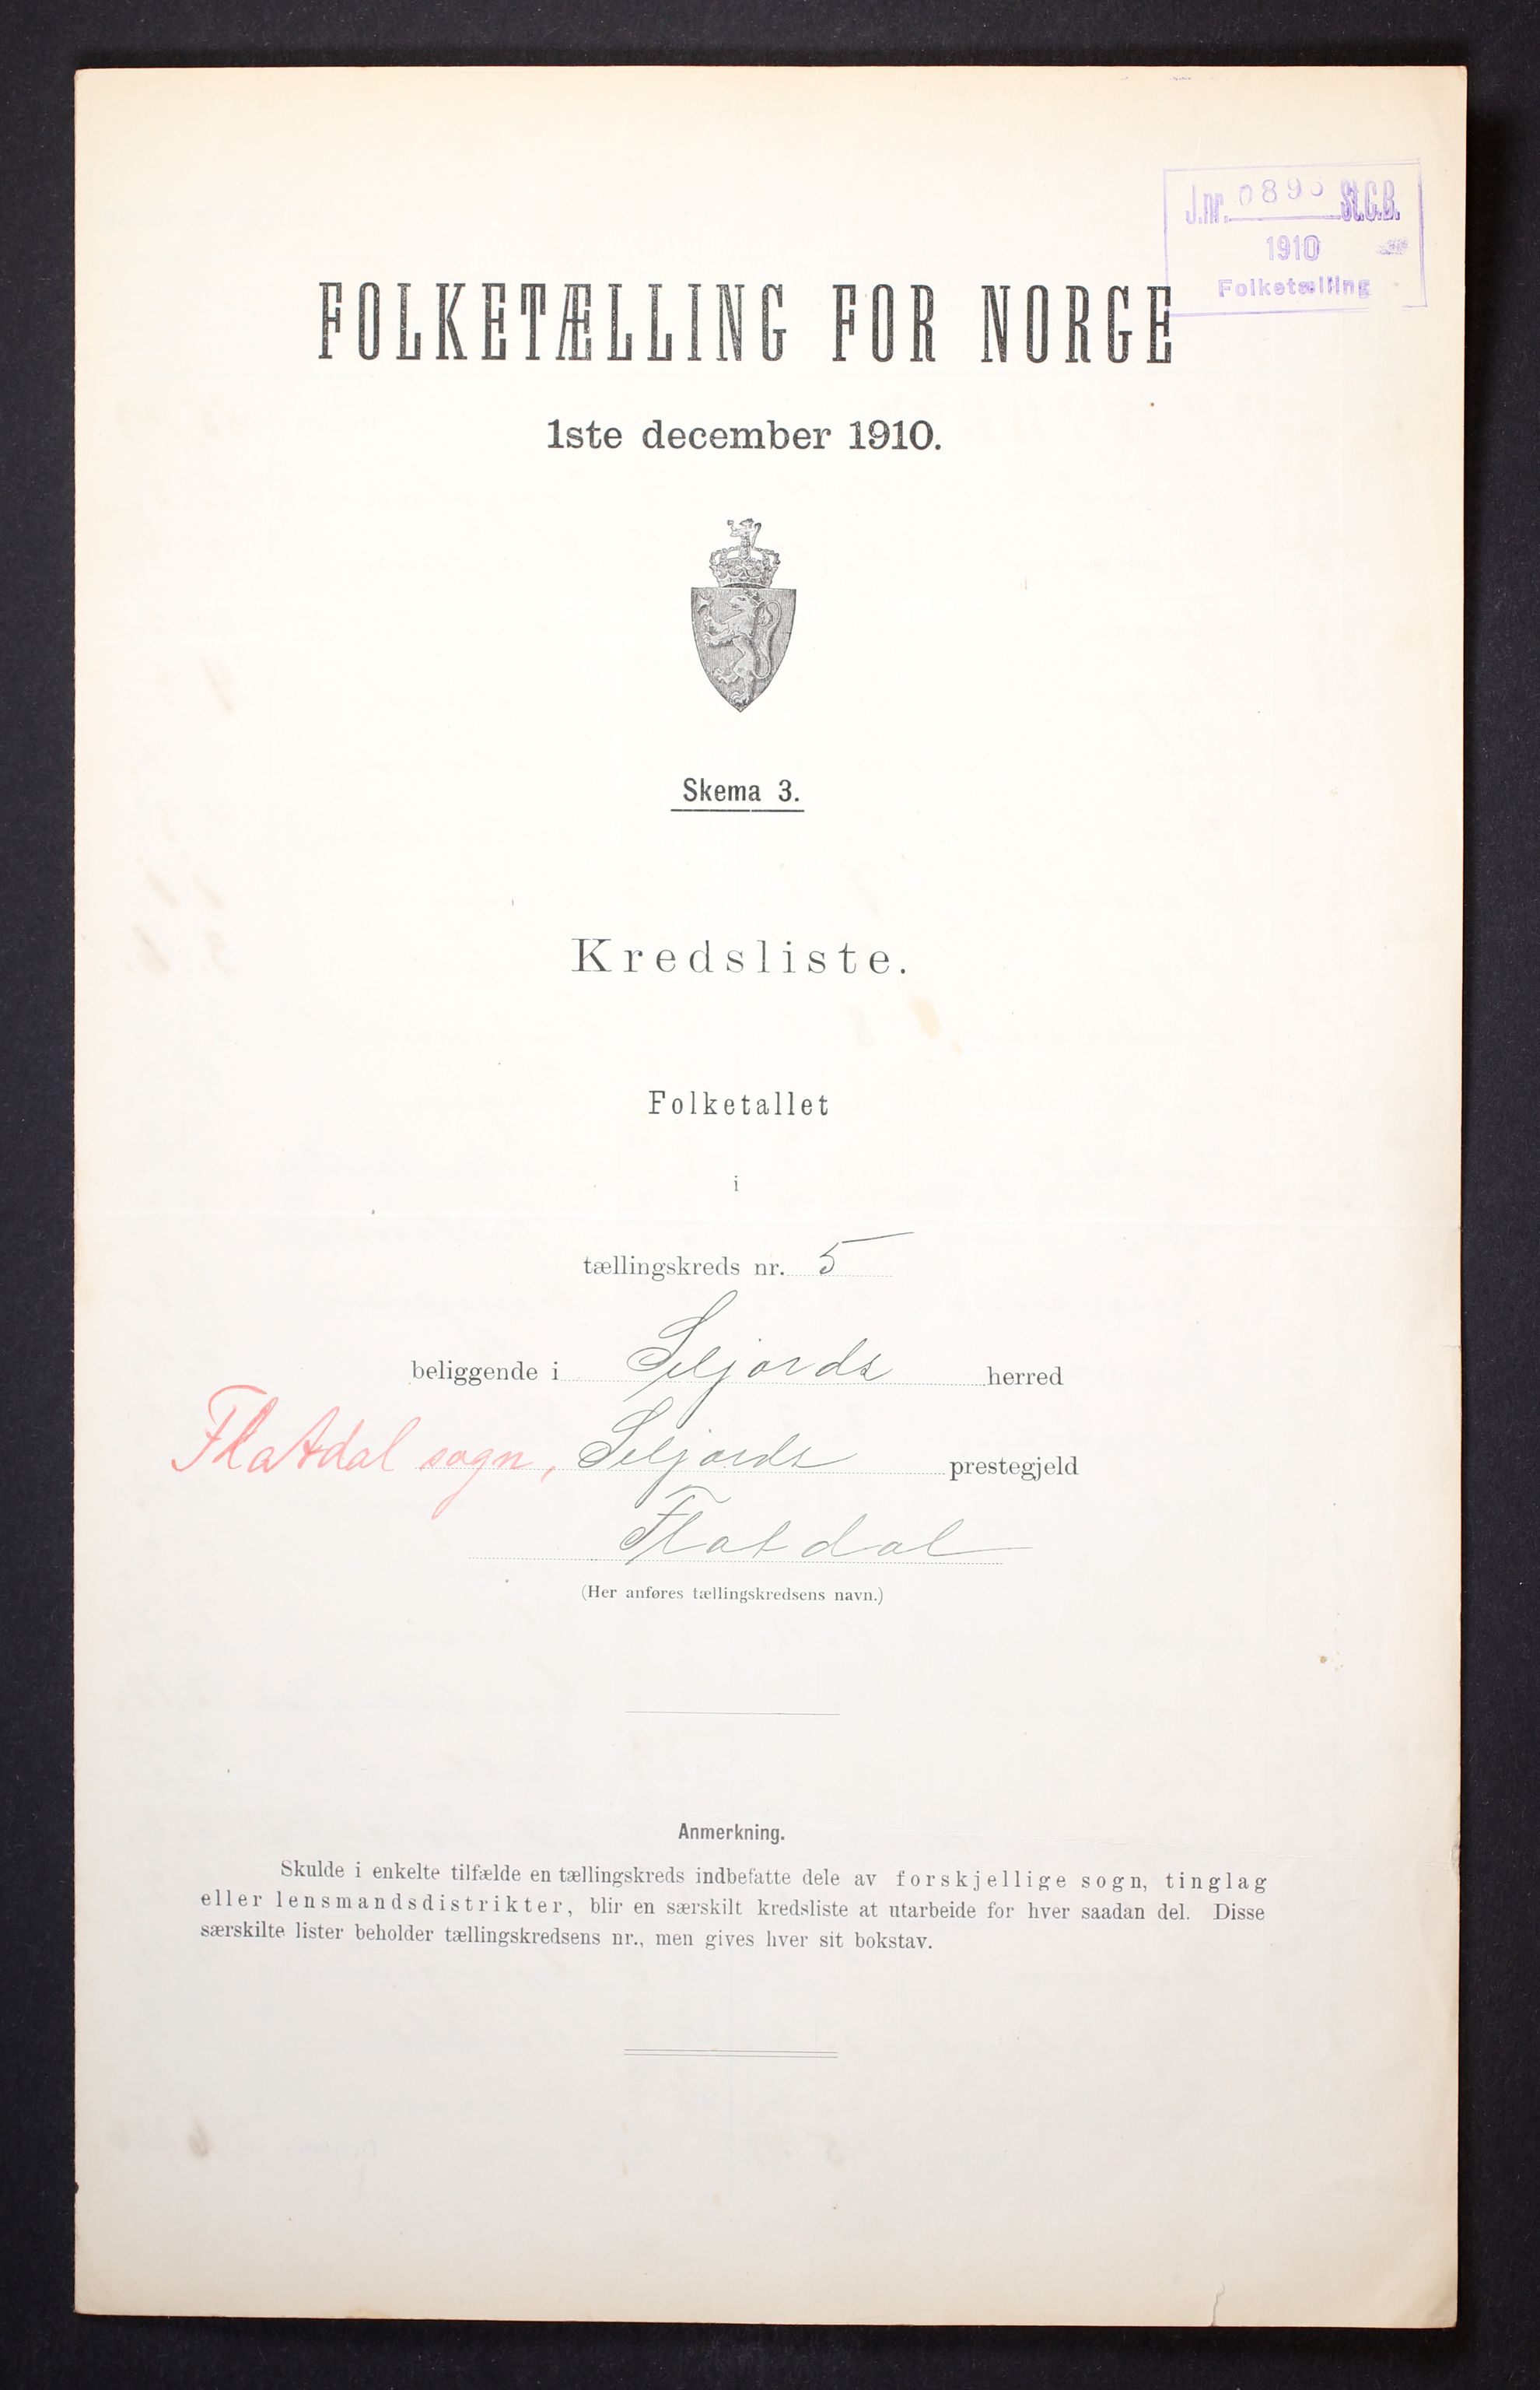 J.nr. 0895 St.C.B.
1910
Folketælling
FOLKETÆLLING FOR NORGE
1ste december 1910.
Skema 3.
Kredsliste.
Folketallet
i
tællingskreds nr. 5
beliggende i Seljords herred
Flatdal sogn, Seljords prestegjeld
Flatdal
(Her anføres tællingskredsens navn.)
Anmerkning.
Skulde i enkelte tilfælde en tællingskreds indbefatte dele av forskjellige sogn, tinglag
eller lensmandsdistrikter, blir en særskilt kredsliste at utarbeide for hver saadan del. Disse
særskilte lister beholder tællingskredsens nr., men gives hver sit bokstav.